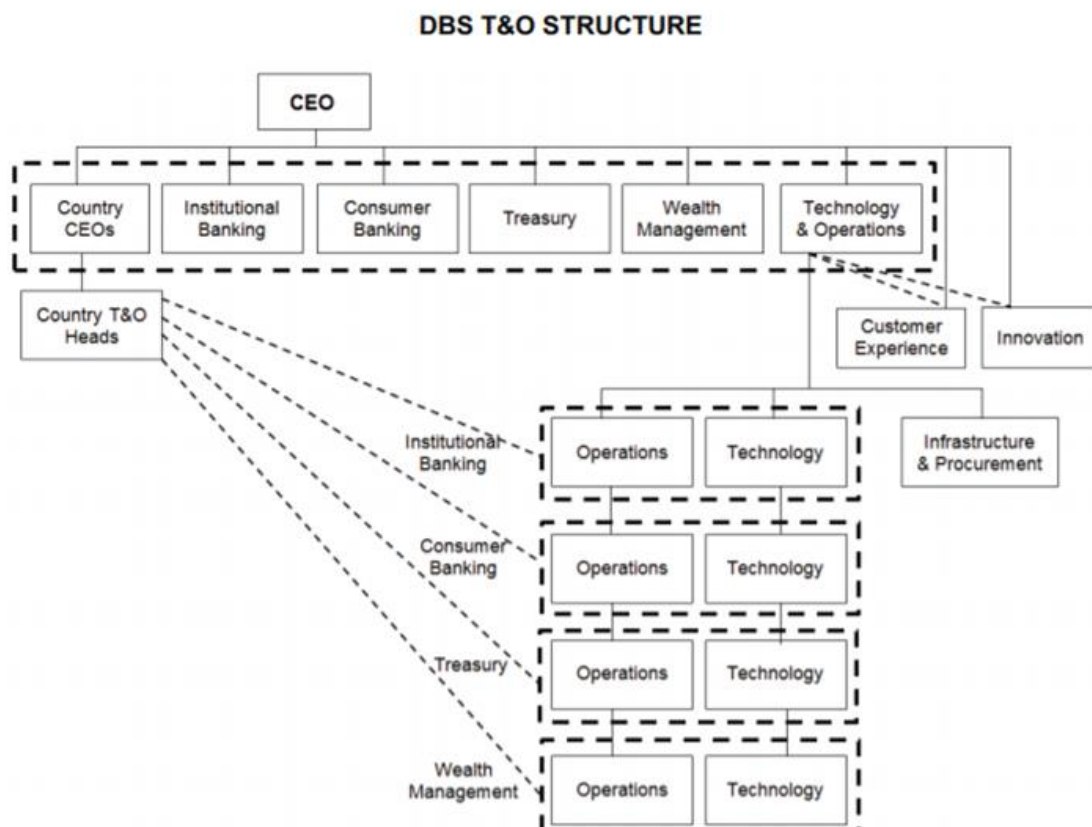 DBS T&O STRUCTURE
CEO
Country
CEOs
Institutional
Banking
Consumer
Banking
Treasury
Wealth
Management
Technology
& Operations
Country T&O
Heads
Customer
Experience
Innovation
Institutional
Banking
Operations
Technology
Infrastructure
& Procurement
Consumer
Banking
Operations
Technology
Treasury
Operations
Technology
Wealth
Management
Operations
Technology